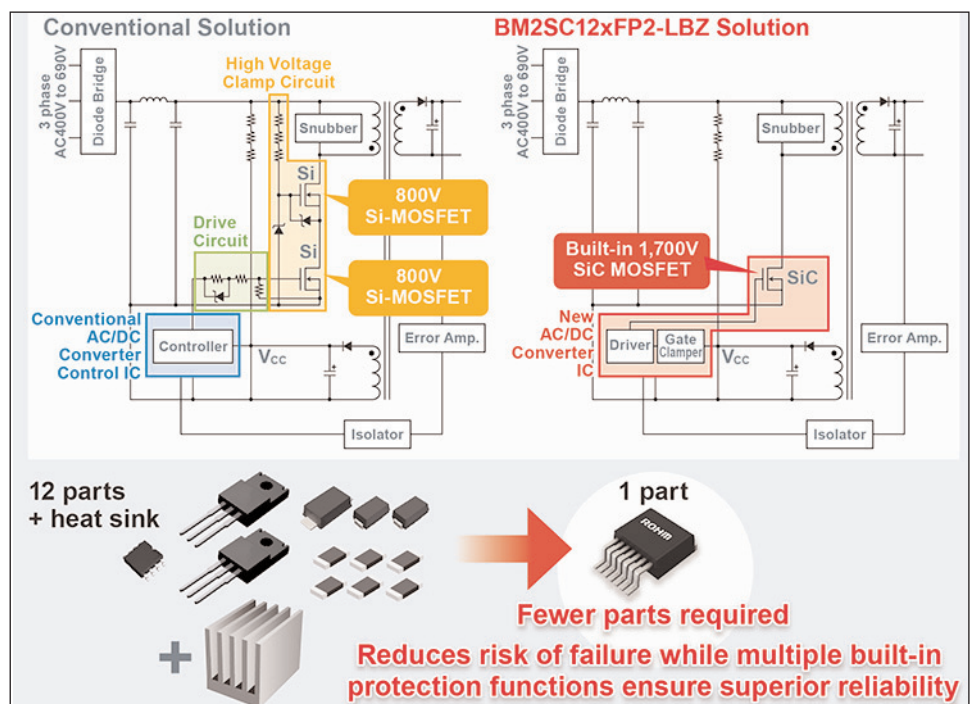 Conventional Solution
High Voltage
Clamp Circuit
3 phase
AC400V to 690V
Diode Bridge
Snubber
Si
800V
Si-MOSFET
Drive
Circuit
Si
800V
Si-MOSFET
Conventional
AC/DC
Converter
Control IC
Controller
VCC
Error Amp.
Isolator
BM2SC12xFP2-LBZ Solution
3 phase
AC400V to 690V
Diode Bridge
Snubber
Built-in 1,700V
SiC MOSFET
SiC
New
AC/DC
Converter
IC
Driver
Gate
Clamper
VCC
Error Amp.
Isolator
12 parts
+ heat sink
+
1 part
ROHM
Fewer parts required
Reduces risk of failure while multiple built-in
protection functions ensure superior reliability